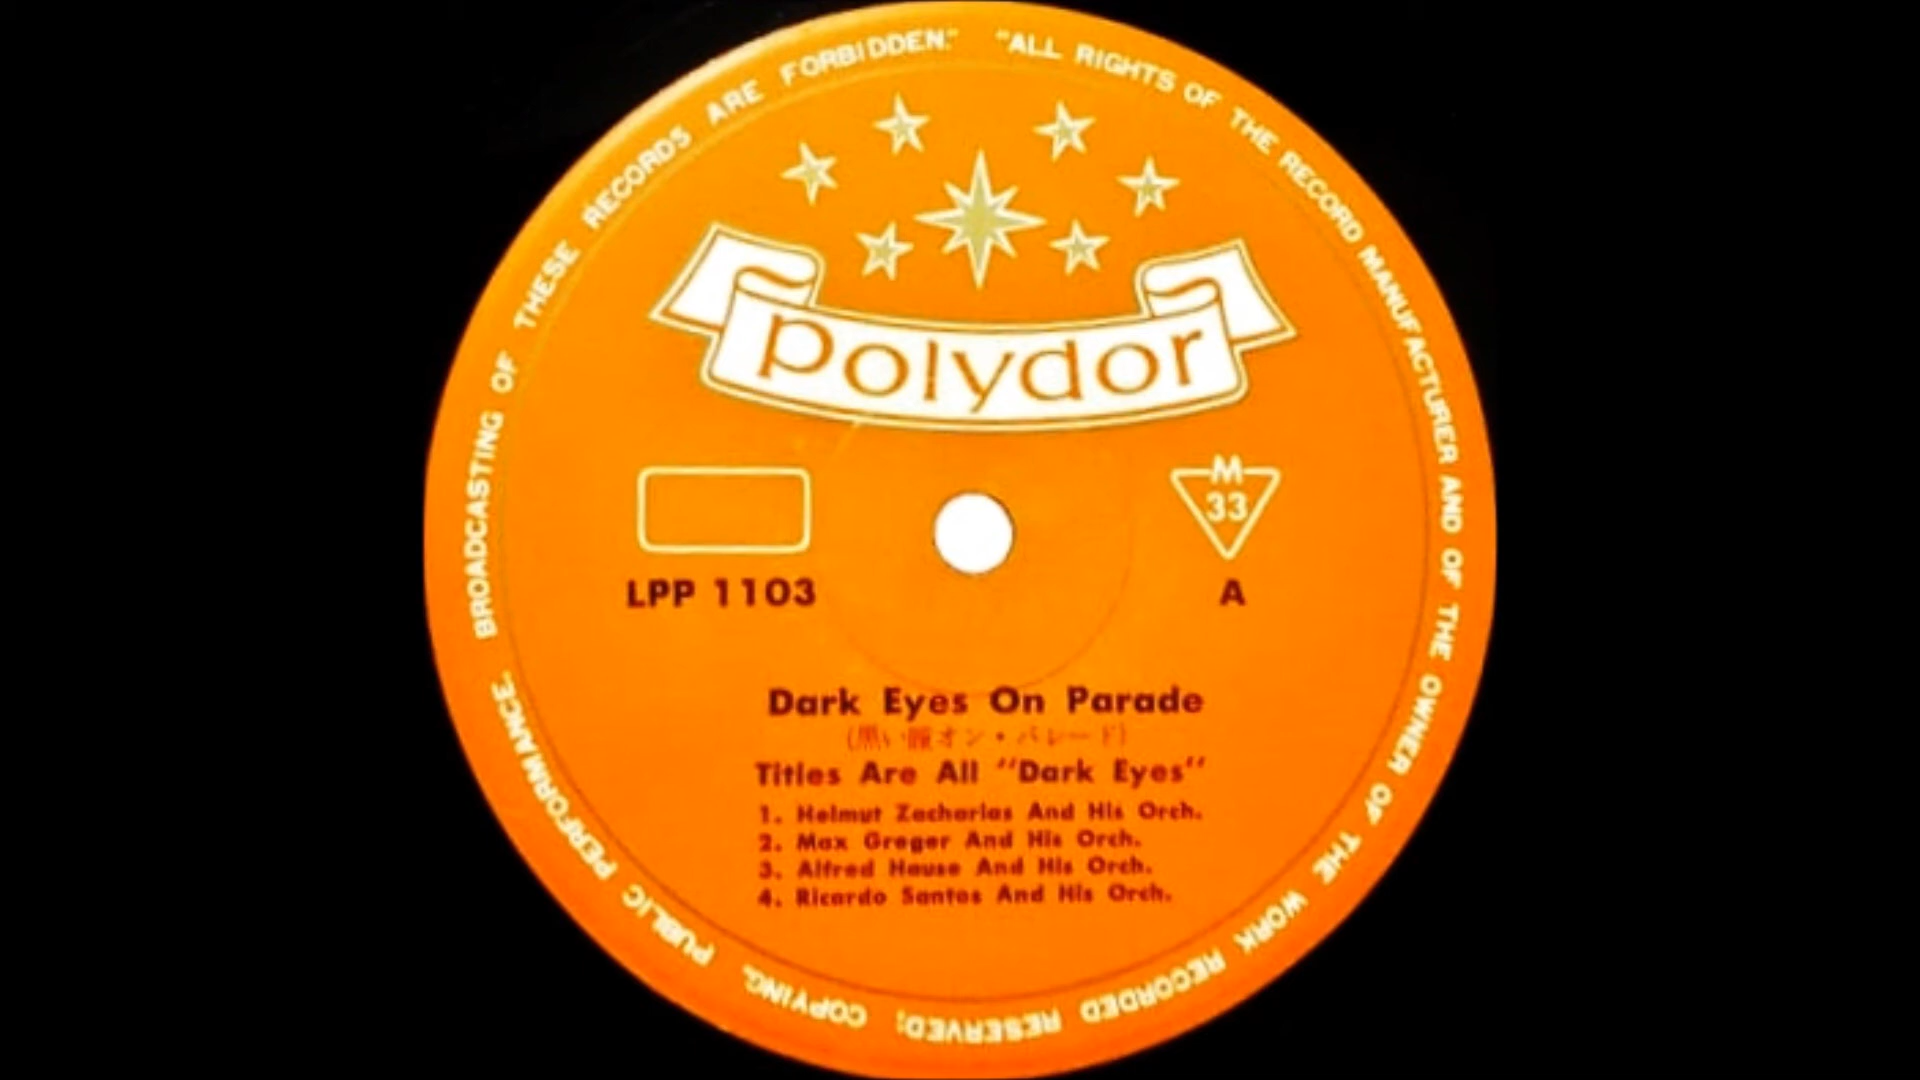 "ALL RIGHTS OF THE RECORD MANUFACTURER AND OF THE OWNER OF THE WORK RECORDED RESERVED; COPYING, PUBLIC PERFORMANCE, BROADCASTING OF THESE RECORDS ARE FORBIDDEN."
polydor
M
33
LPP 1103
A
Dark Eyes On Parade
(黒い瞳オン・パレード)
Titles Are All "Dark Eyes"
1. Helmut Zacharias And His Orch.
2. Max Greger And His Orch.
3. Alfred Hause And His Orch.
4. Ricardo Santos And His Orch.